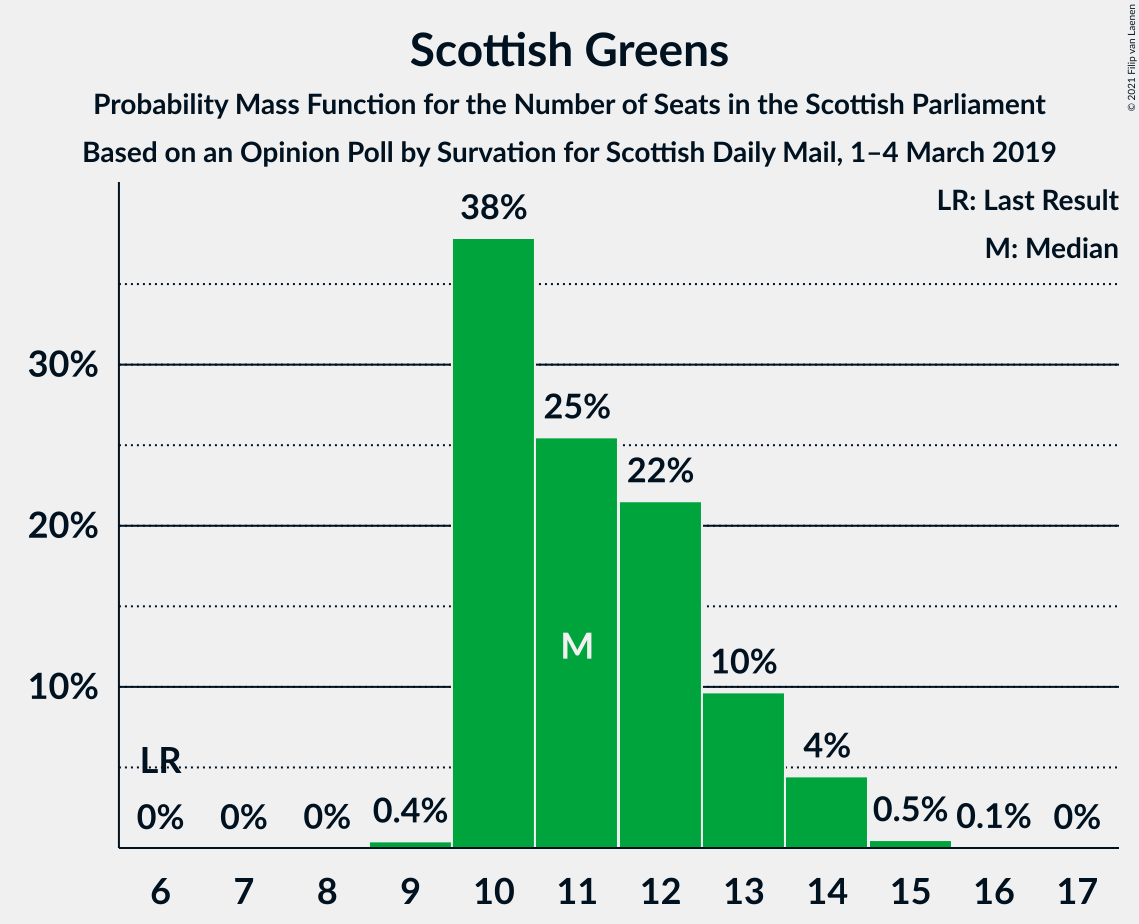 Scottish Greens
Probability Mass Function for the Number of Seats in the Scottish Parliament
Based on an Opinion Poll by Survation for Scottish Daily Mail, 1–4 March 2019
© 2021 Filip van Laenen
LR: Last Result
M: Median
38%
30%
25%
22%
20%
M
10%
10%
LR
4%
0%
0%
0%
0.4%
0.5%
0.1%
0%
6 7 8 9 10 11 12 13 14 15 16 17